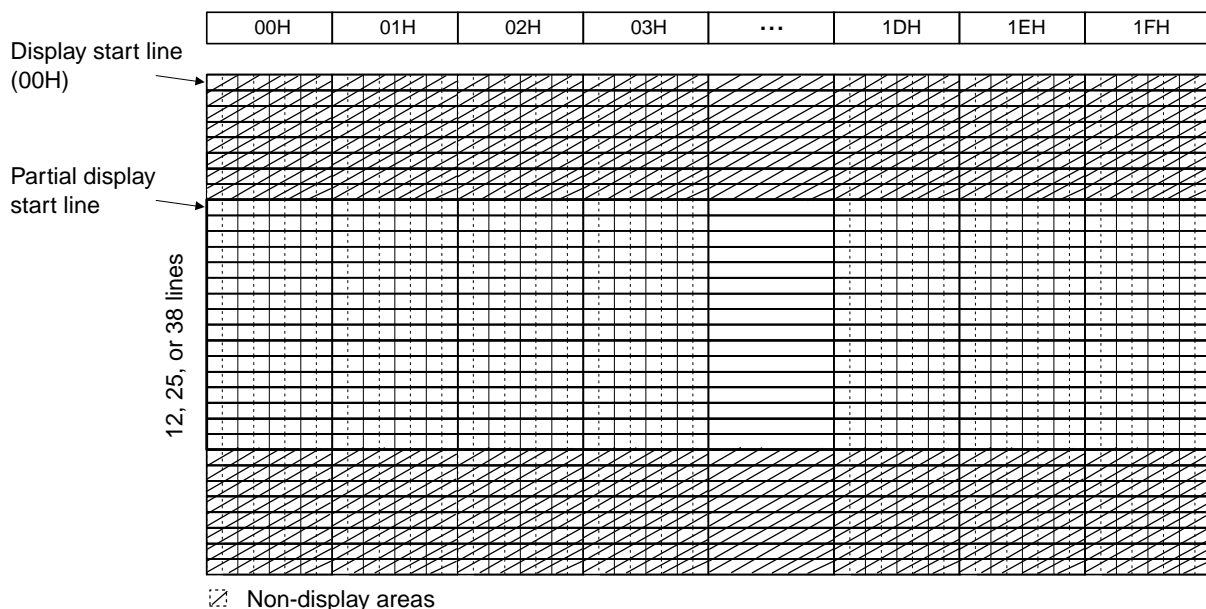 00H 01H 02H 03H ... 1DH 1EH 1FH
Display start line
(00H)
Partial display
start line
12, 25, or 38 lines
Non-display areas